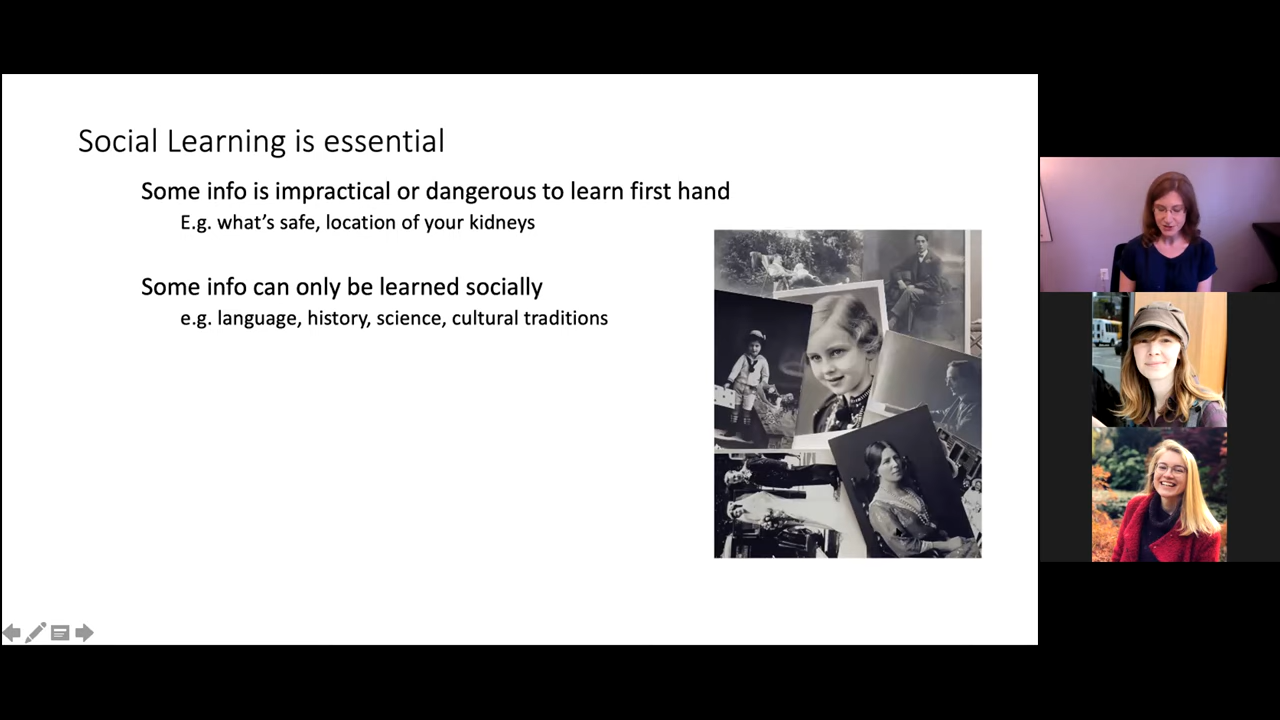 Social Learning is essential
Some info is impractical or dangerous to learn first hand
E.g. what's safe, location of your kidneys
Some info can only be learned socially
e.g. language, history, science, cultural traditions